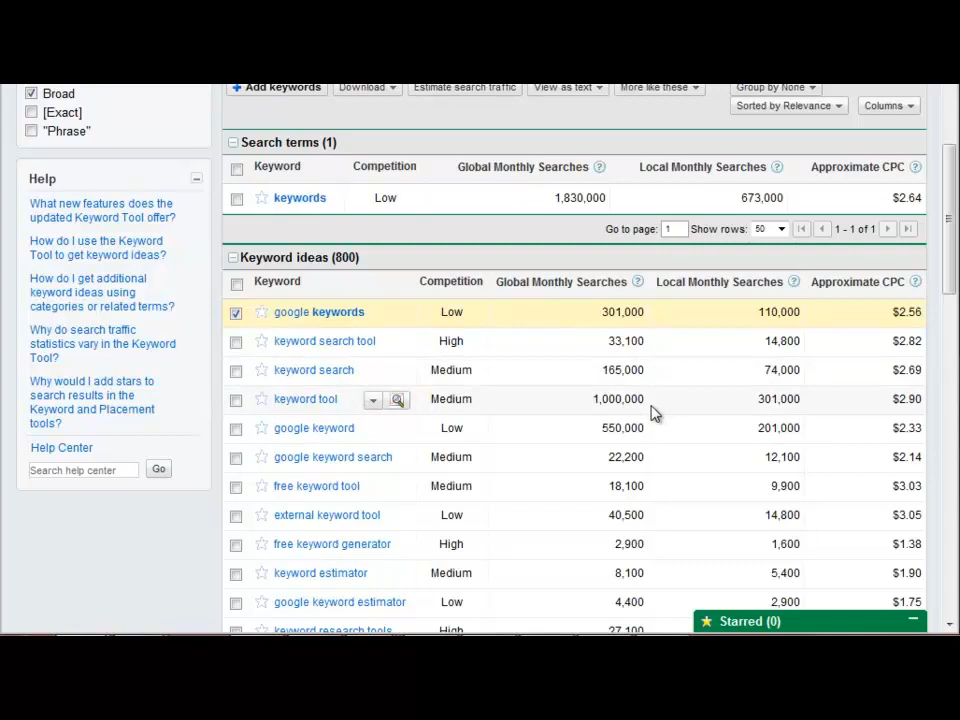 Broad
[Exact]
"Phrase"
Help
What new features does the
updated Keyword Tool offer?
How do I use the Keyword
Tool to get keyword ideas?
How do I get additional
keyword ideas using
categories or related terms?
Why do search traffic
statistics vary in the Keyword
Tool?
Why would I add stars to
search results in the
Keyword and Placement
tools?
Help Center
Search help center Go
+ Add keywords Download Estimate search traffic View as text More like these Group by None
Sorted by Relevance Columns
Search terms (1)
Keyword Competition Global Monthly Searches ? Local Monthly Searches ? Approximate CPC ?
keywords Low 1,830,000 673,000 $2.64
Go to page: 1 Show rows: 50 1 - 1 of 1
Keyword ideas (800)
Keyword Competition Global Monthly Searches ? Local Monthly Searches ? Approximate CPC ?
google keywords Low 301,000 110,000 $2.56
keyword search tool High 33,100 14,800 $2.82
keyword search Medium 165,000 74,000 $2.69
keyword tool Medium 1,000,000 301,000 $2.90
google keyword Low 550,000 201,000 $2.33
google keyword search Medium 22,200 12,100 $2.14
free keyword tool Medium 18,100 9,900 $3.03
external keyword tool Low 40,500 14,800 $3.05
free keyword generator High 2,900 1,600 $1.38
keyword estimator Medium 8,100 5,400 $1.90
google keyword estimator Low 4,400 2,900 $1.75
keyword research tools High 27,100
Starred (0)